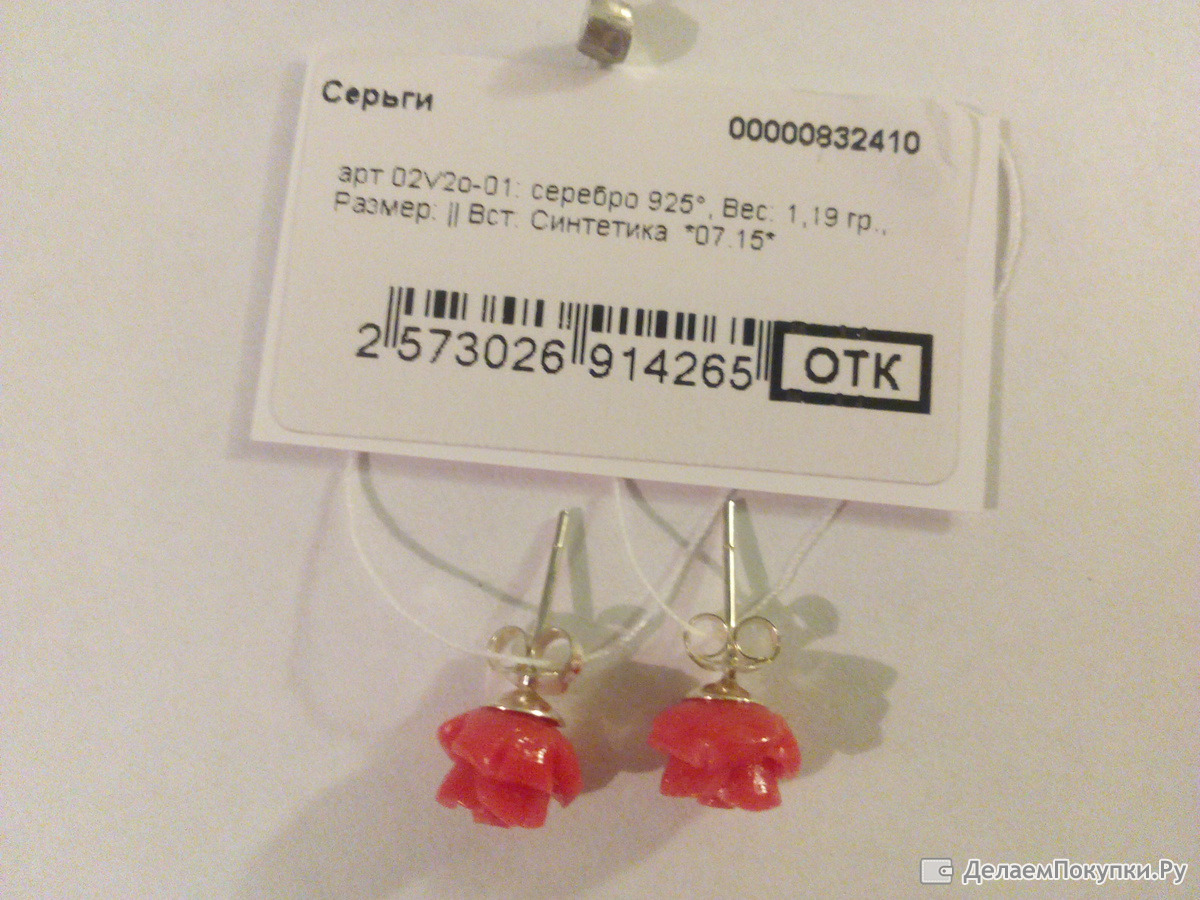 Серьги
00000832410
арт 02V2o-01: серебро 925°, Вес: 1,19 гр.,
Размер: || Вст. Синтетика *07.15*
2 573026 914265
ОТК
ДелаемПокупки.Ру